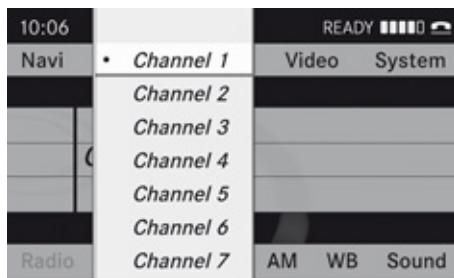 10:06 READY
Navi • Channel 1 Video System
Channel 2
Channel 3
Channel 4
Channel 5
Channel 6
Radio Channel 7 AM WB Sound